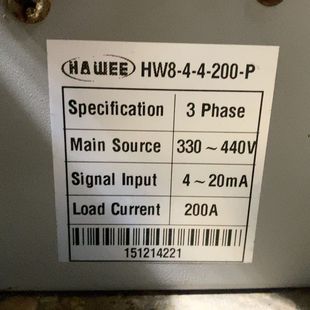 HAWEE HW8-4-4-200-P
Specification 3 Phase
Main Source 330~440V
Signal Input 4~20mA
Load Current 200A
151214221